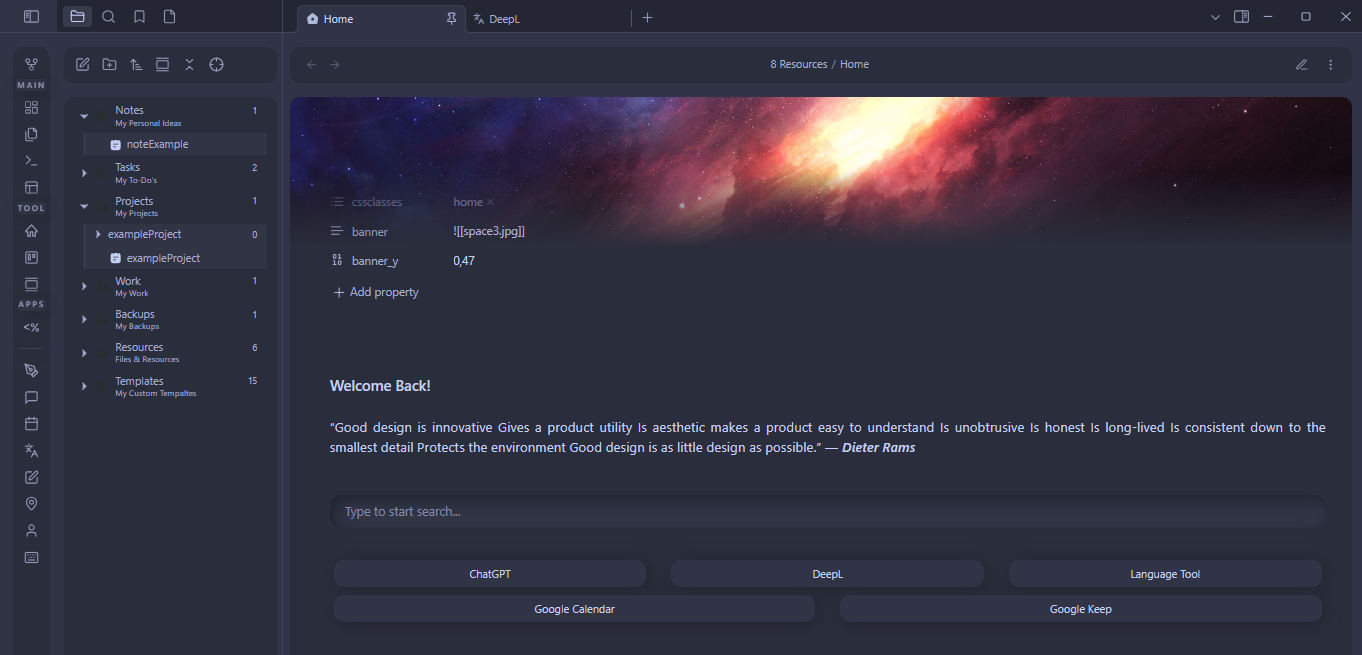 Home
DeepL
MAIN
TOOL
APPS
<%
Notes 1
My Personal Ideas
noteExample
Tasks 2
My To-Do's
Projects 1
My Projects
exampleProject 0
exampleProject
Work 1
My Work
Backups 1
My Backups
Resources 6
Files & Resources
Templates 15
My Custom Tempaltes
8 Resources / Home
cssclasses home ×
banner ![[space3.jpg]]
banner_y 0,47
+ Add property
Welcome Back!
“Good design is innovative Gives a product utility Is aesthetic makes a product easy to understand Is unobtrusive Is honest Is long-lived Is consistent down to the
smallest detail Protects the environment Good design is as little design as possible.” — Dieter Rams
Type to start search...
ChatGPT DeepL Language Tool
Google Calendar Google Keep